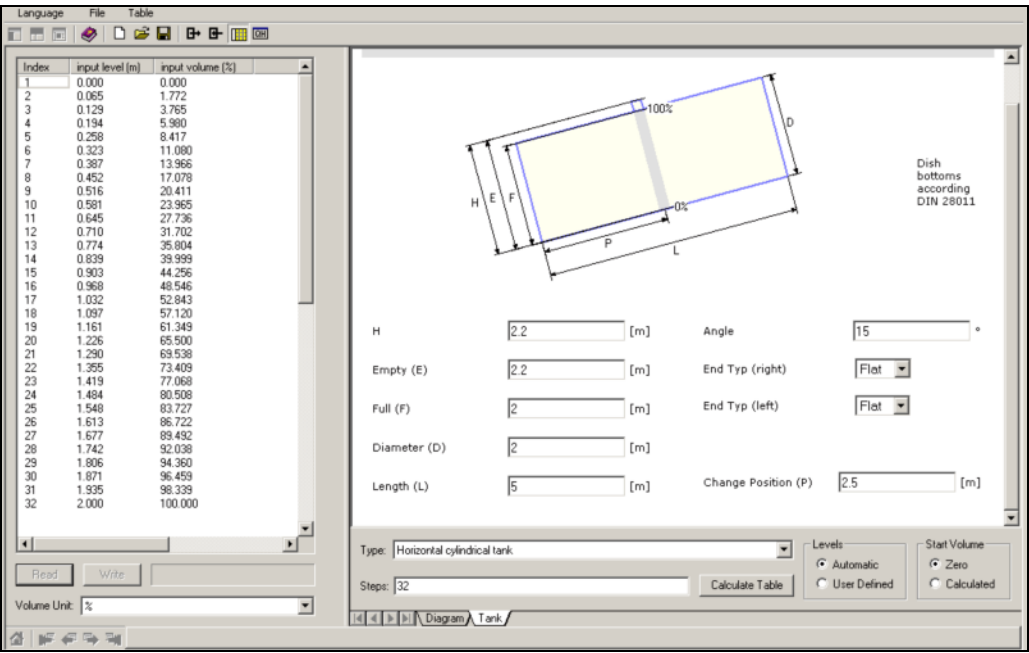 Language File Table
Index input level (m) input volume (%)
1 0.000 0.000
2 0.065 1.772
3 0.129 3.765
4 0.194 5.980
5 0.258 8.417
6 0.323 11.080
7 0.387 13.966
8 0.452 17.078
9 0.516 20.411
10 0.581 23.965
11 0.645 27.736
12 0.710 31.702
13 0.774 35.804
14 0.839 39.999
15 0.903 44.256
16 0.968 48.546
17 1.032 52.843
18 1.097 57.120
19 1.161 61.349
20 1.226 65.500
21 1.290 69.538
22 1.355 73.409
23 1.419 77.068
24 1.484 80.508
25 1.548 83.727
26 1.613 86.722
27 1.677 89.492
28 1.742 92.038
29 1.806 94.360
30 1.871 96.459
31 1.935 98.339
32 2.000 100.000
Read Write
Volume Unit: %
100%
D
H E F
0%
P
L
Dish
bottoms
according
DIN 28011
H 2.2 [m] Angle 15 °
Empty (E) 2.2 [m] End Typ (right) Flat
Full (F) 2 [m] End Typ (left) Flat
Diameter (D) 2 [m]
Length (L) 5 [m] Change Position (P) 2.5 [m]
Type: Horizontal cylindrical tank
Steps: 32 Calculate Table
Levels
Automatic
User Defined
Start Volume
Zero
Calculated
Diagram Tank